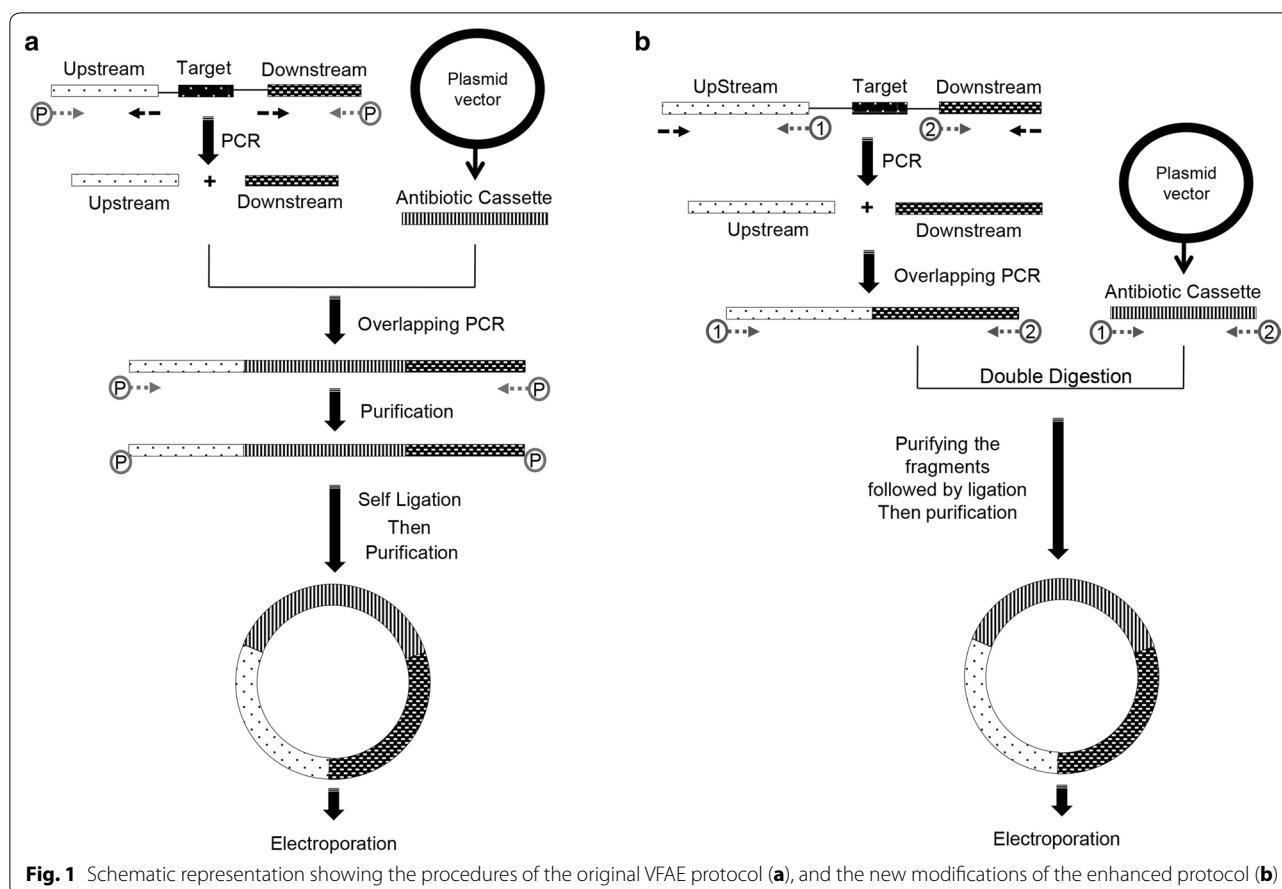 a
Upstream
Target
Downstream
Plasmid
vector
P
P
PCR
+
Upstream
Downstream
Antibiotic Cassette
Overlapping PCR
P
P
Purification
P
P
Self Ligation
Then
Purification
Electroporation
b
UpStream
Target
Downstream
1
2
PCR
Plasmid
vector
+
Upstream
Downstream
Overlapping PCR
Antibiotic Cassette
1
2
1
2
Double Digestion
Purifying the
fragments
followed by ligation
Then purification
Electroporation
Fig. 1 Schematic representation showing the procedures of the original VFAE protocol (a), and the new modifications of the enhanced protocol (b)